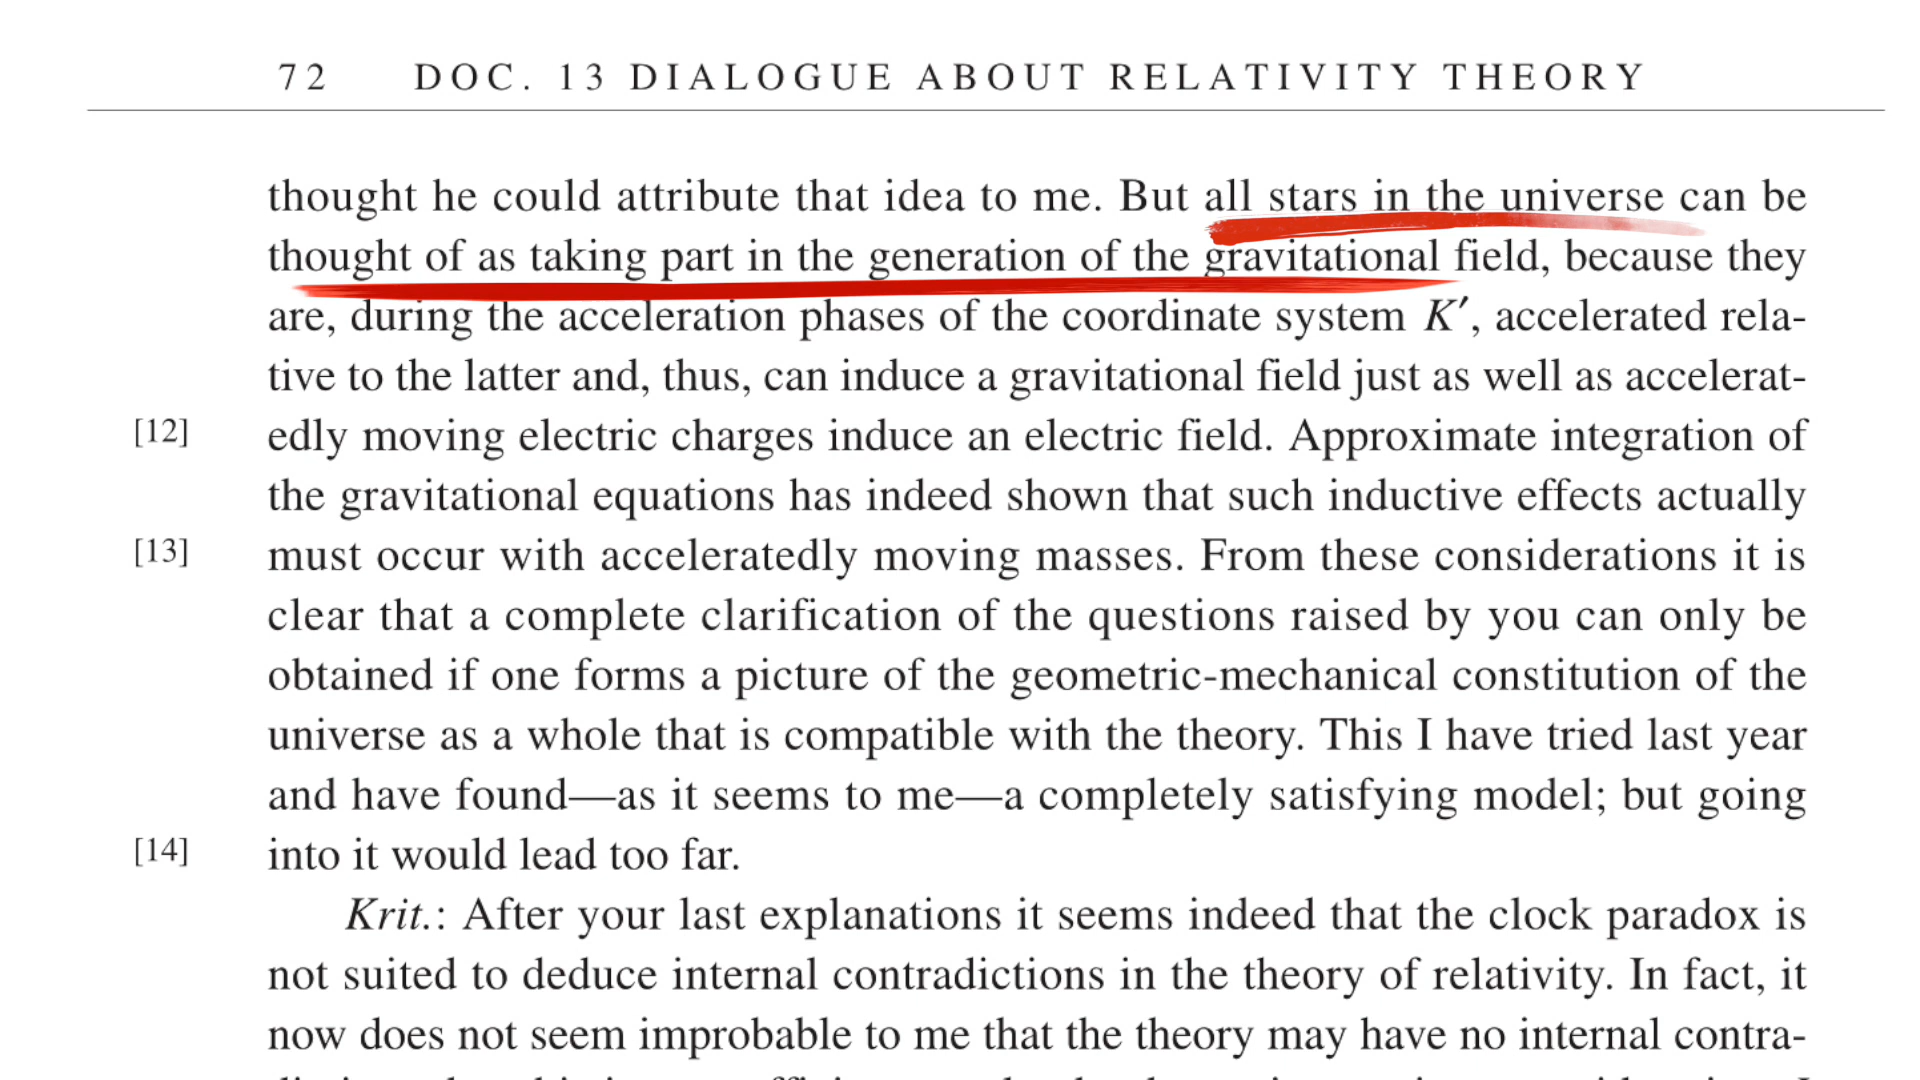 72 DOC. 13 DIALOGUE ABOUT RELATIVITY THEORY
thought he could attribute that idea to me. But all stars in the universe can be
thought of as taking part in the generation of the gravitational field, because they
are, during the acceleration phases of the coordinate system K′, accelerated rela-
tive to the latter and, thus, can induce a gravitational field just as well as accelerat-
[12] edly moving electric charges induce an electric field. Approximate integration of
the gravitational equations has indeed shown that such inductive effects actually
[13] must occur with acceleratedly moving masses. From these considerations it is
clear that a complete clarification of the questions raised by you can only be
obtained if one forms a picture of the geometric-mechanical constitution of the
universe as a whole that is compatible with the theory. This I have tried last year
and have found—as it seems to me—a completely satisfying model; but going
[14] into it would lead too far.
Krit.: After your last explanations it seems indeed that the clock paradox is
not suited to deduce internal contradictions in the theory of relativity. In fact, it
now does not seem improbable to me that the theory may have no internal contra-